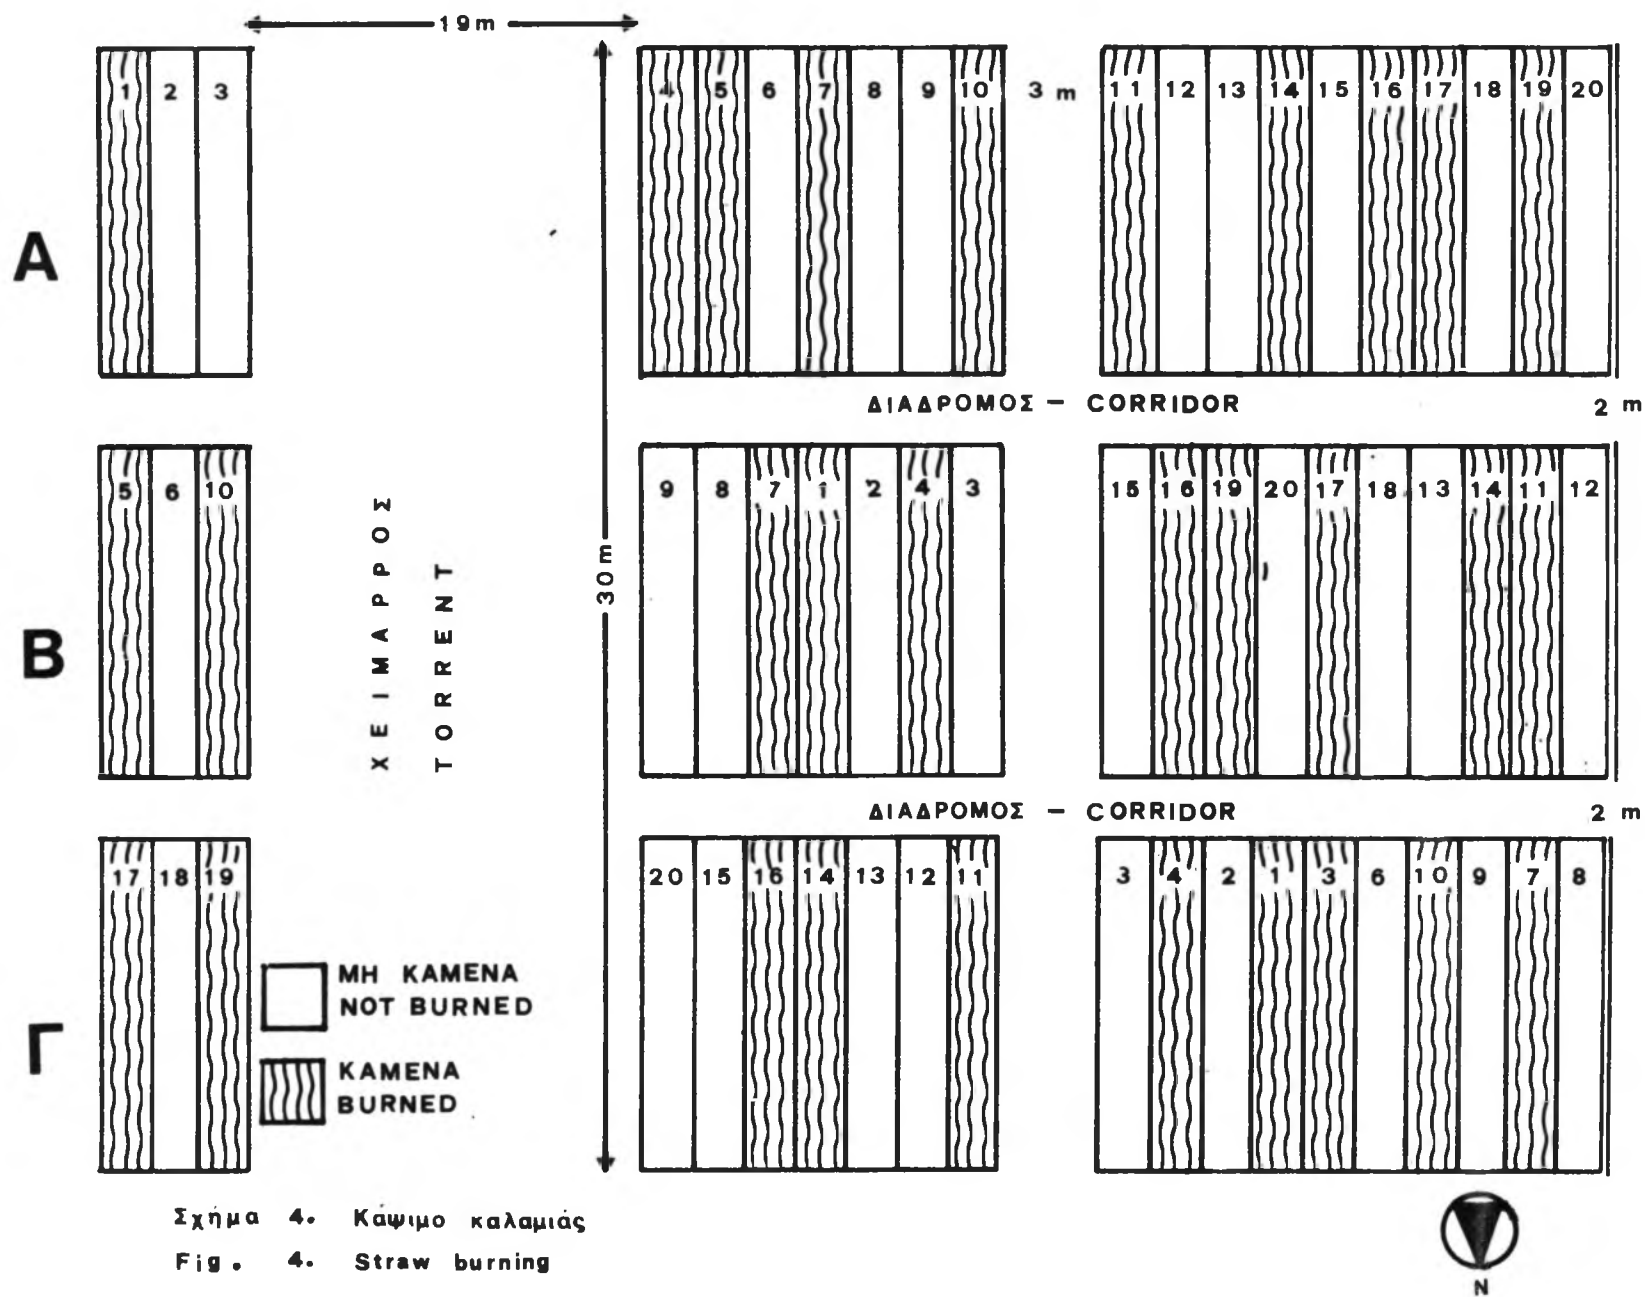 19m
1 2 3 4 5 6 7 8 9 10 3 m 11 12 13 14 15 16 17 18 19 20
A
30m
ΔΙΑΔΡΟΜΟΣ – CORRIDOR 2 m
5 6 10 9 8 7 1 2 4 3 15 16 19 20 17 18 13 14 11 12
B
ΧΕΙΜΑΡΡΟΣ
TORRENT
ΔΙΑΔΡΟΜΟΣ – CORRIDOR 2 m
17 18 19 20 15 16 14 13 12 11 3 4 2 1 3 6 10 9 7 8
Γ
ΜΗ ΚΑΜΕΝΑ
NOT BURNED
ΚΑΜΕΝΑ
BURNED
Σχήμα 4. Κάψιμο καλαμιάς
Fig. 4. Straw burning
N